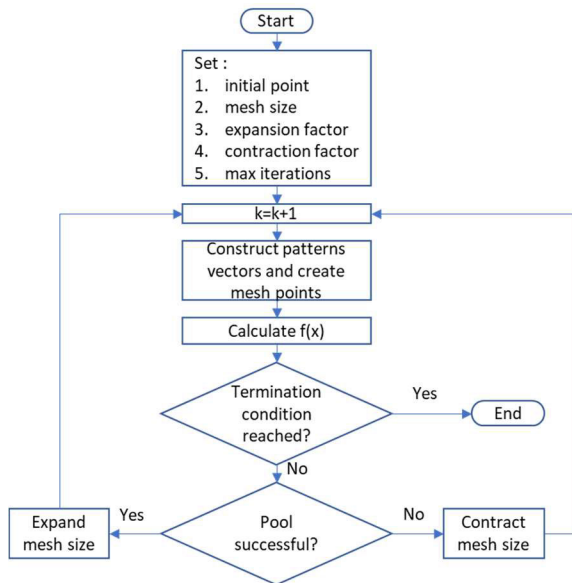 Start
Set :
1. initial point
2. mesh size
3. expansion factor
4. contraction factor
5. max iterations
k=k+1
Construct patterns
vectors and create
mesh points
Calculate f(x)
Termination
condition
reached?
Yes
End
No
Pool
successful?
Yes
Expand
mesh size
No
Contract
mesh size